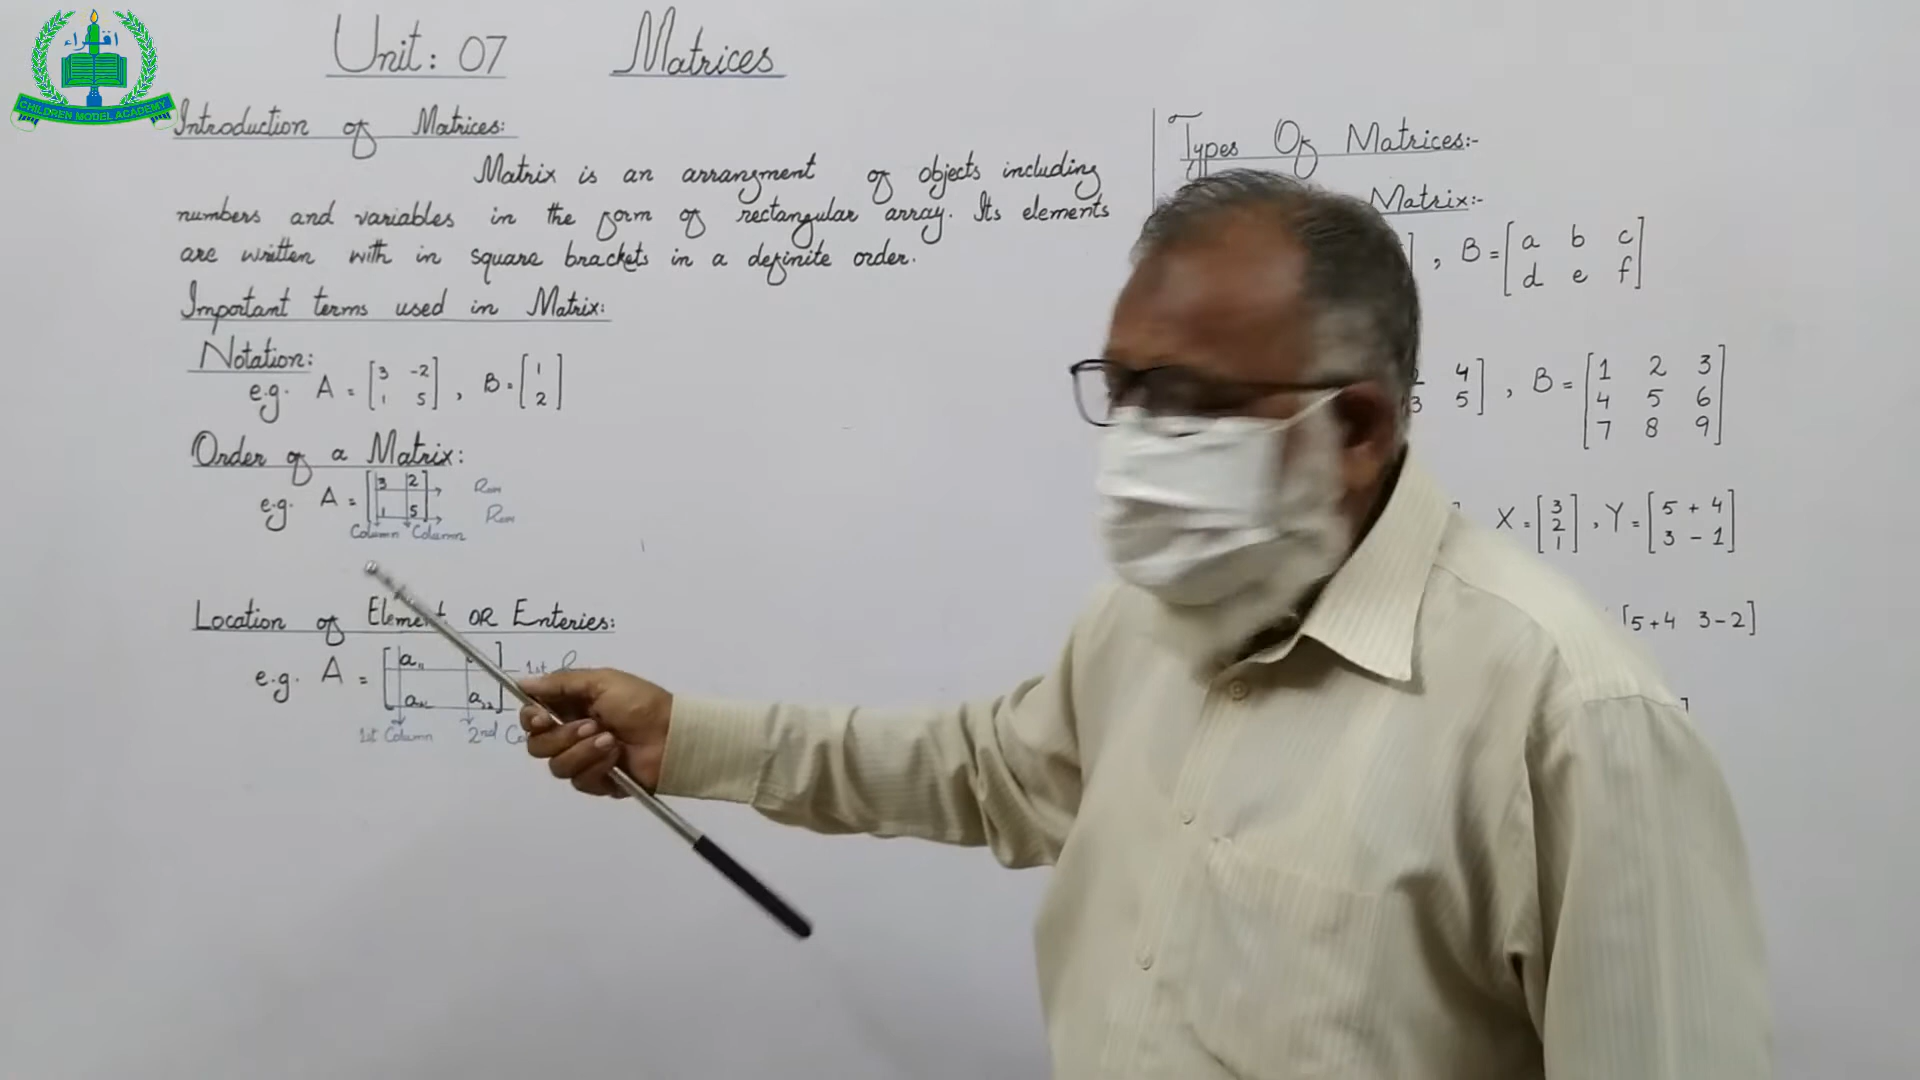 اقراء
CHILDREN MODEL ACADEMY
Unit: 07 Matrices
Introduction of Matrices:
Matrix is an arrangment of objects including
numbers and variables in the form of rectangular array. Its elements
are written with in square brackets in a definite order.
Important terms used in Matrix:
Notation:
e.g. A = [3 -2
1 5] , B = [1
2]
Order of a Matrix:
e.g. A = [3 2 Row
1 5] Row
Column Column
Location of Element OR Enteries:
e.g. A = [a11 ] 1st
a22]
1st Column 2nd
Types Of Matrices:-
Matrix:-
, B = [a b c
d e f]
4
3 5] , B = [1 2 3
4 5 6
7 8 9]
X = [3
2
1] , Y = [5 + 4
3 - 1]
[5+4 3-2]